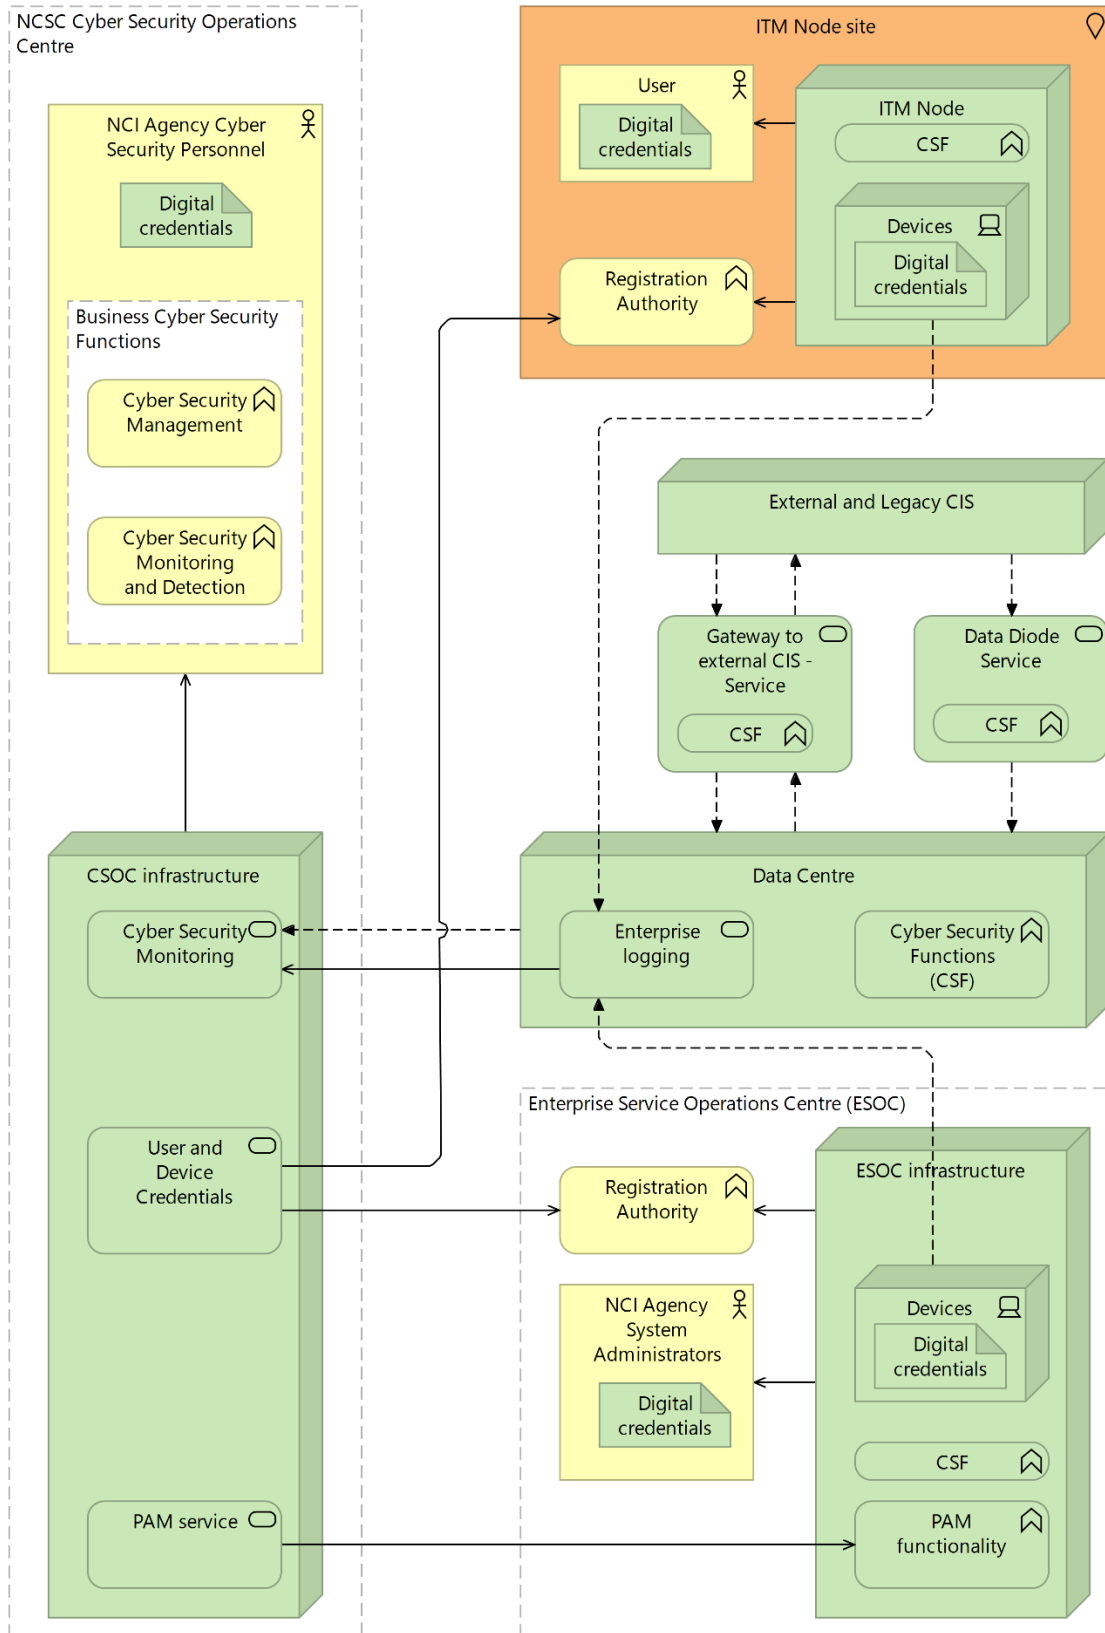 NCSC Cyber Security Operations
Centre
NCI Agency Cyber
Security Personnel
Digital
credentials
Business Cyber Security
Functions
Cyber Security
Management
Cyber Security
Monitoring
and Detection
CSOC infrastructure
Cyber Security
Monitoring
User and
Device
Credentials
PAM service
ITM Node site
User
Digital
credentials
ITM Node
CSF
Devices
Digital
credentials
Registration
Authority
External and Legacy CIS
Gateway to
external CIS -
Service
CSF
Data Diode
Service
CSF
Data Centre
Enterprise
logging
Cyber Security
Functions
(CSF)
Enterprise Service Operations Centre (ESOC)
ESOC infrastructure
Registration
Authority
NCI Agency
System
Administrators
Digital
credentials
Devices
Digital
credentials
CSF
PAM
functionality